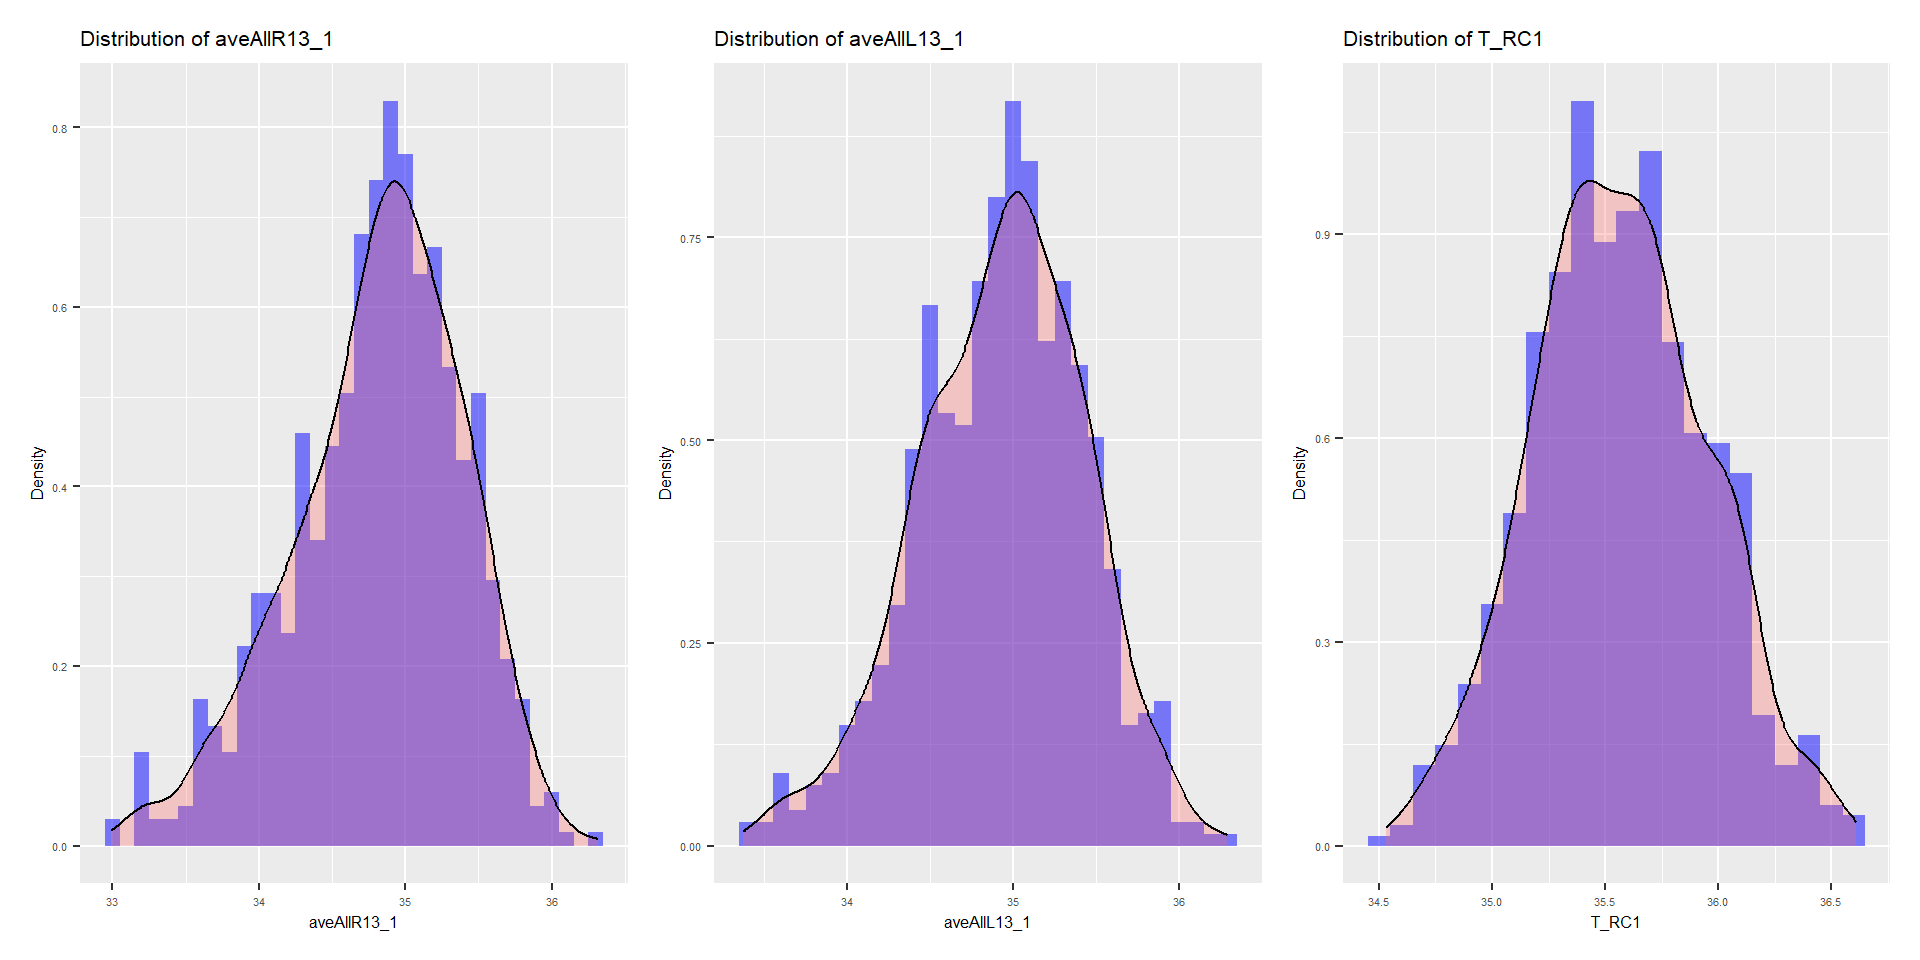 Distribution of aveAllR13_1
Density
0.8
0.6
0.4
0.2
0.0
33 34 35 36
aveAllR13_1
Distribution of aveAllL13_1
Density
0.75
0.50
0.25
0.00
34 35 36
aveAllL13_1
Distribution of T_RC1
Density
0.9
0.6
0.3
0.0
34.5 35.0 35.5 36.0 36.5
T_RC1